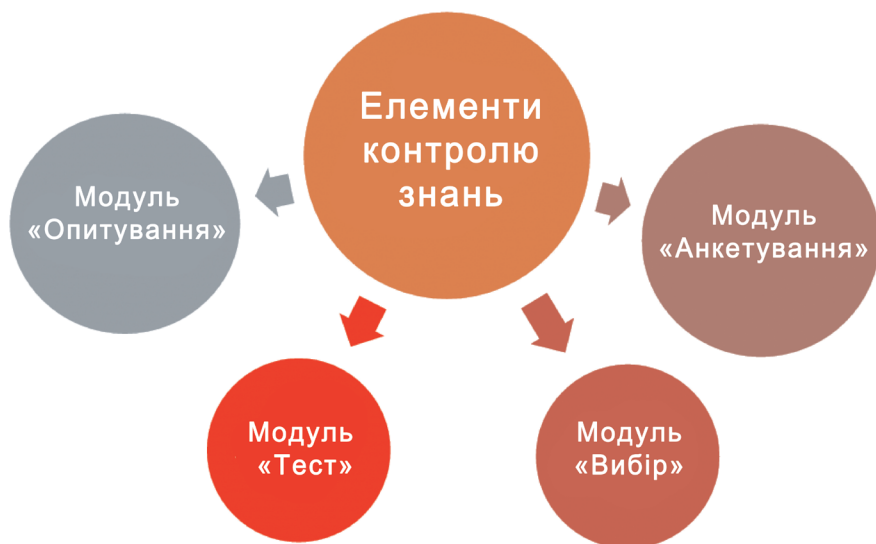 Елементи
контролю
знань
Модуль
«Опитування»
Модуль
«Анкетування»
Модуль
«Тест»
Модуль
«Вибір»